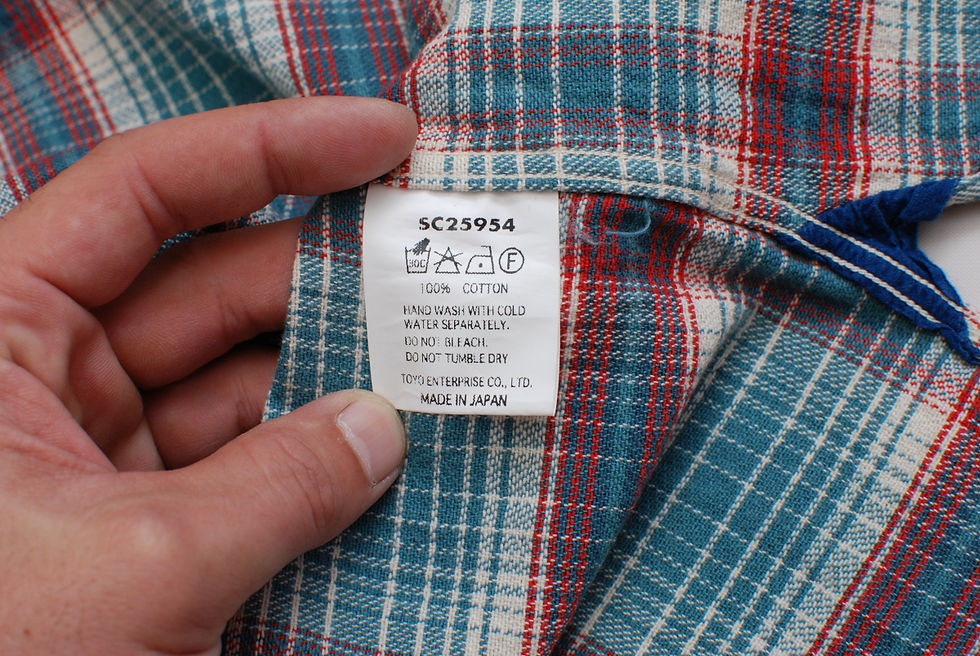 SC25954
30C F
100% COTTON
HAND WASH WITH COLD
WATER SEPARATELY.
DO NOT BLEACH.
DO NOT TUMBLE DRY
TOYO ENTERPRISE CO., LTD.
MADE IN JAPAN